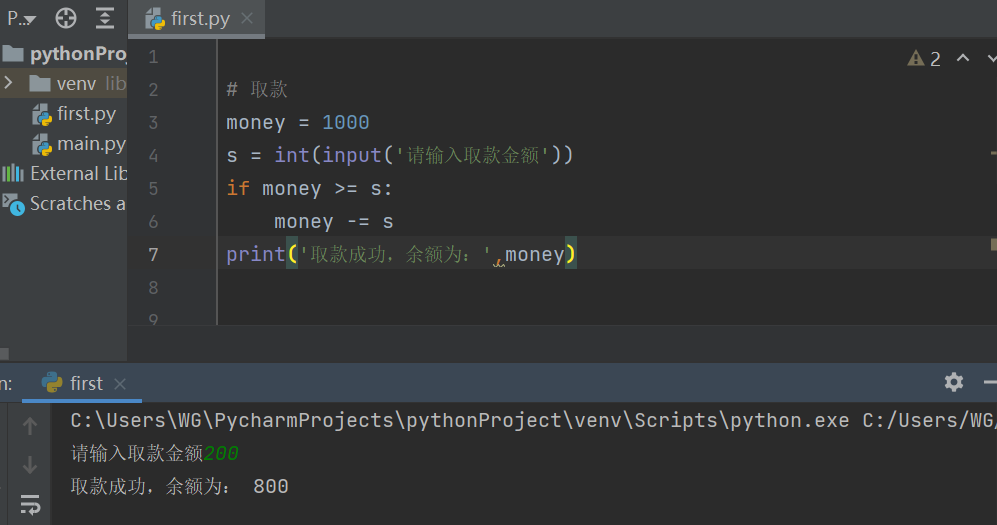 P...
first.py
pythonPro
venv lib
first.py
main.py
External Lib
Scratches a
1
2 # 取款
3 money = 1000
4 s = int(input('请输入取款金额'))
5 if money >= s:
6 money -= s
7 print('取款成功，余额为：',money)
8
9
2
n: first
C:\Users\WG\PycharmProjects\pythonProject\venv\Scripts\python.exe C:/Users/WG/
请输入取款金额200
取款成功，余额为： 800